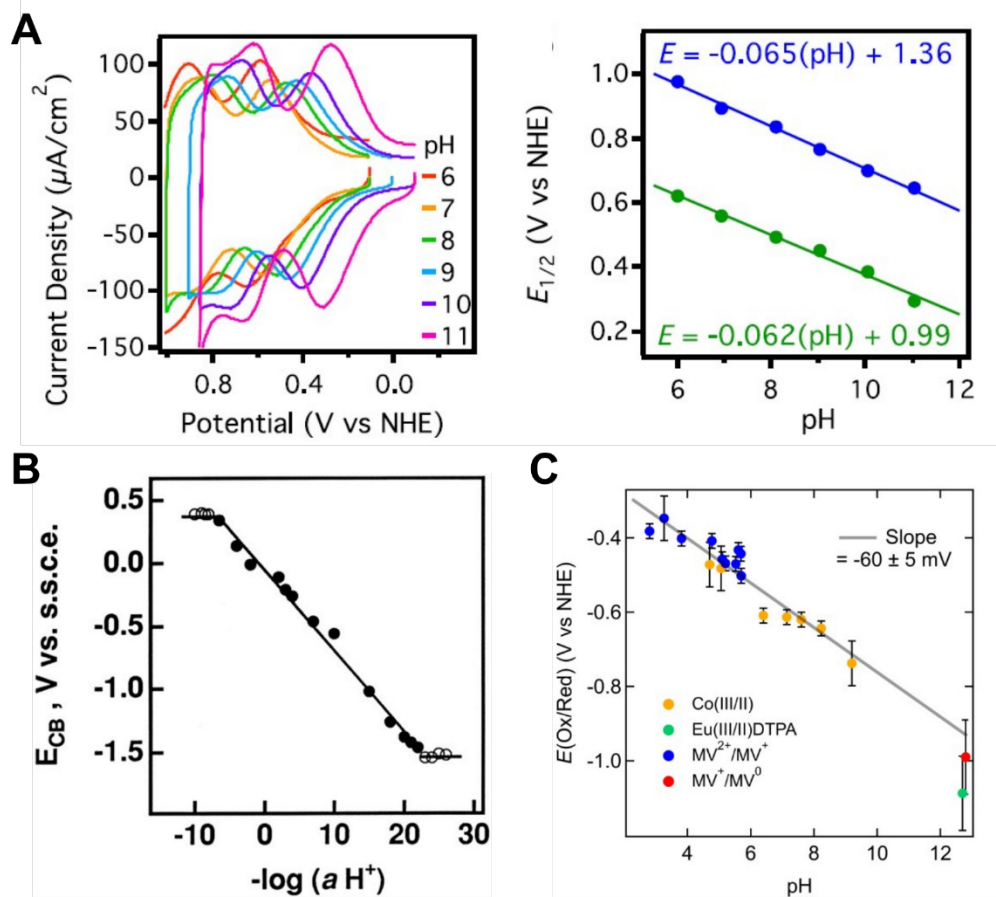 A
Current Density (µA/cm²)
100
50
0
-50
-100
-150
0.8
0.4
0.0
Potential (V vs NHE)
pH
6
7
8
9
10
11
E = -0.065(pH) + 1.36
E₁/₂ (V vs NHE)
1.0
0.8
0.6
0.4
0.2
E = -0.062(pH) + 0.99
6
8
10
12
pH
B
E_CB, V vs. s.s.c.e.
0.5
0.0
-0.5
-1.0
-1.5
-10
0
10
20
30
-log (a H⁺)
C
E(Ox/Red) (V vs NHE)
-0.4
-0.6
-0.8
-1.0
Slope
= -60 ± 5 mV
Co(III/II)
Eu(III/II)DTPA
MV²⁺/MV⁺
MV⁺/MV⁰
4
6
8
10
12
pH